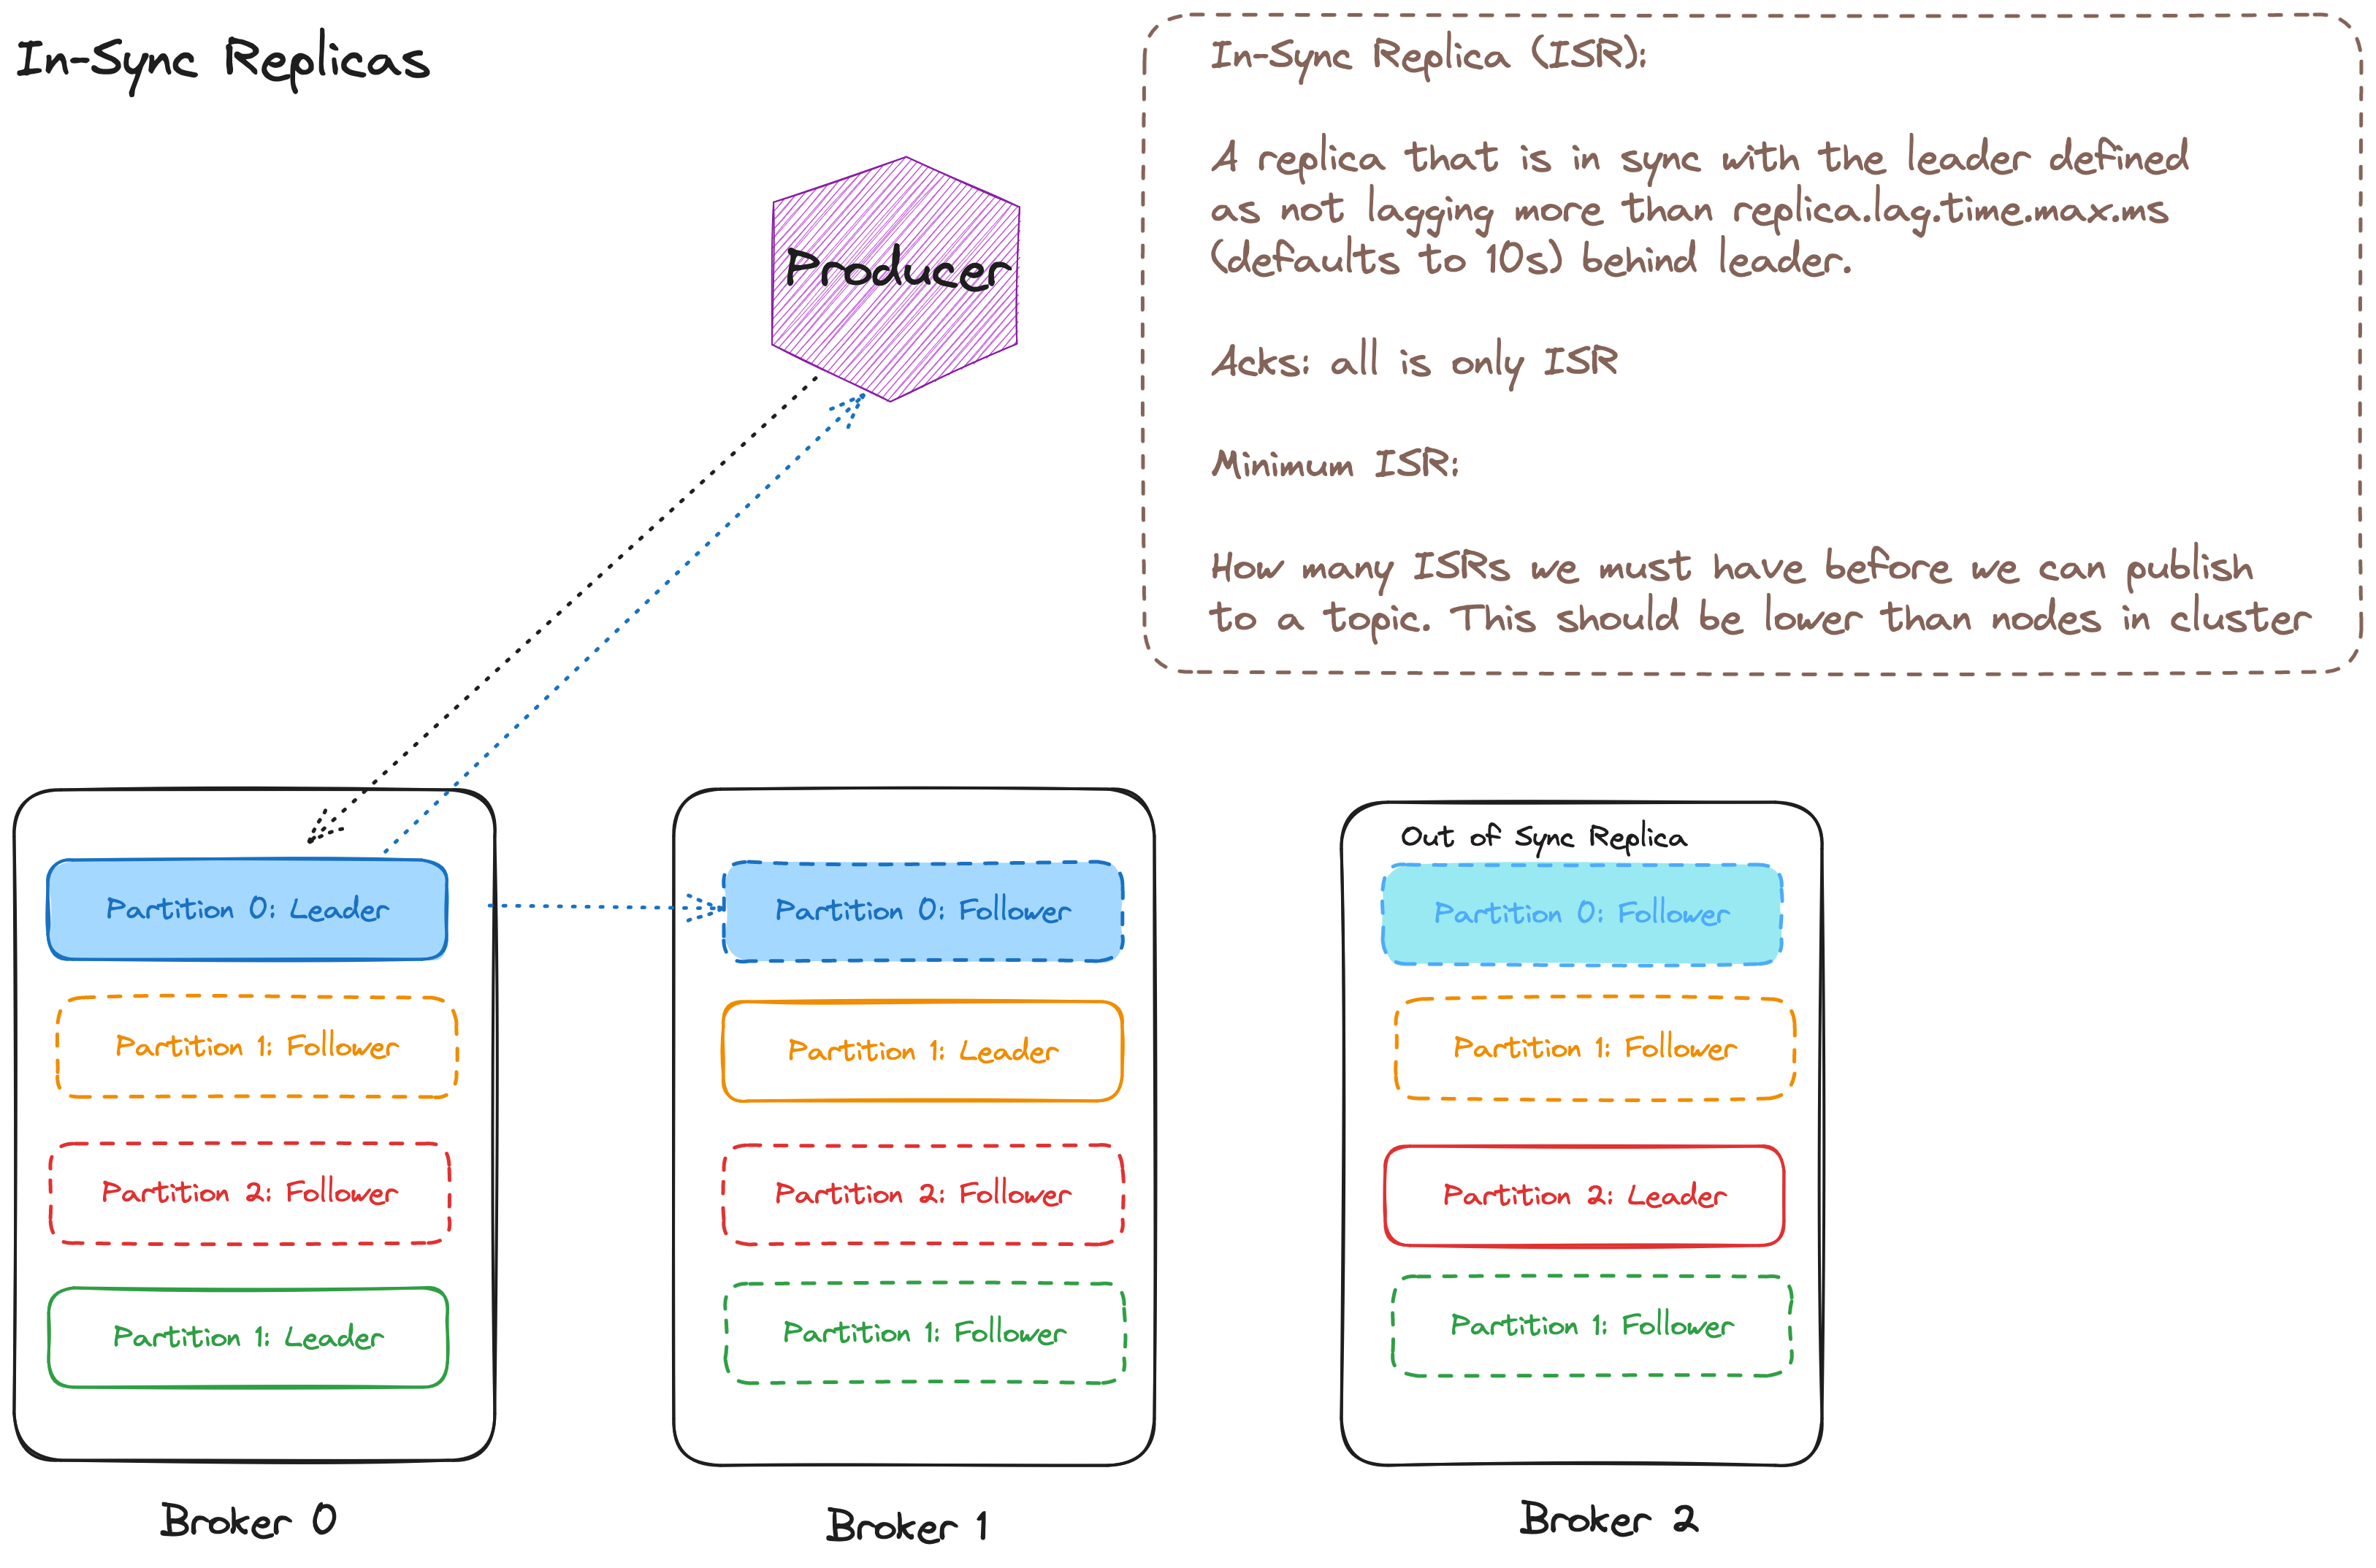 In-Sync Replicas
In-Sync Replica (ISR):
A replica that is in sync with the leader defined
as not lagging more than replica.lag.time.max.ms
(defaults to 10s) behind leader.
Acks: all is only ISR
Minimum ISR:
How many ISRs we must have before we can publish
to a topic. This should be lower than nodes in cluster
Producer
Partition 0: Leader
Partition 1: Follower
Partition 2: Follower
Partition 1: Leader
Broker 0
Partition 0: Follower
Partition 1: Leader
Partition 2: Follower
Partition 1: Follower
Broker 1
Out of Sync Replica
Partition 0: Follower
Partition 1: Follower
Partition 2: Leader
Partition 1: Follower
Broker 2